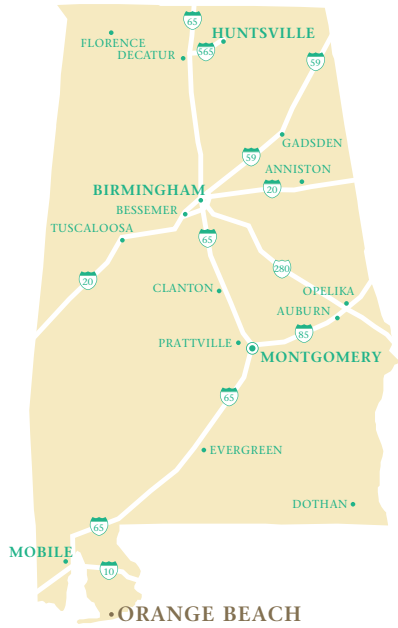 65
HUNTSVILLE
FLORENCE
565
DECATUR
59
GADSDEN
59
ANNISTON
20
BIRMINGHAM
BESSEMER
TUSCALOOSA
65
280
20
CLANTON
OPELIKA
AUBURN
85
PRATTVILLE
MONTGOMERY
65
EVERGREEN
DOTHAN
65
MOBILE
10
ORANGE BEACH